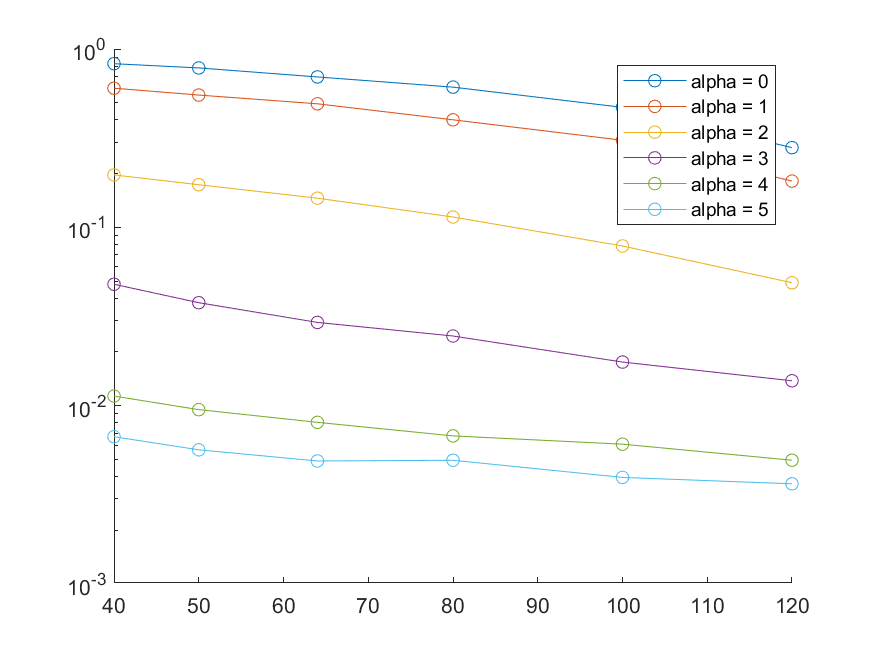 10^0
10^-1
10^-2
10^-3
alpha = 0
alpha = 1
alpha = 2
alpha = 3
alpha = 4
alpha = 5
40 50 60 70 80 90 100 110 120